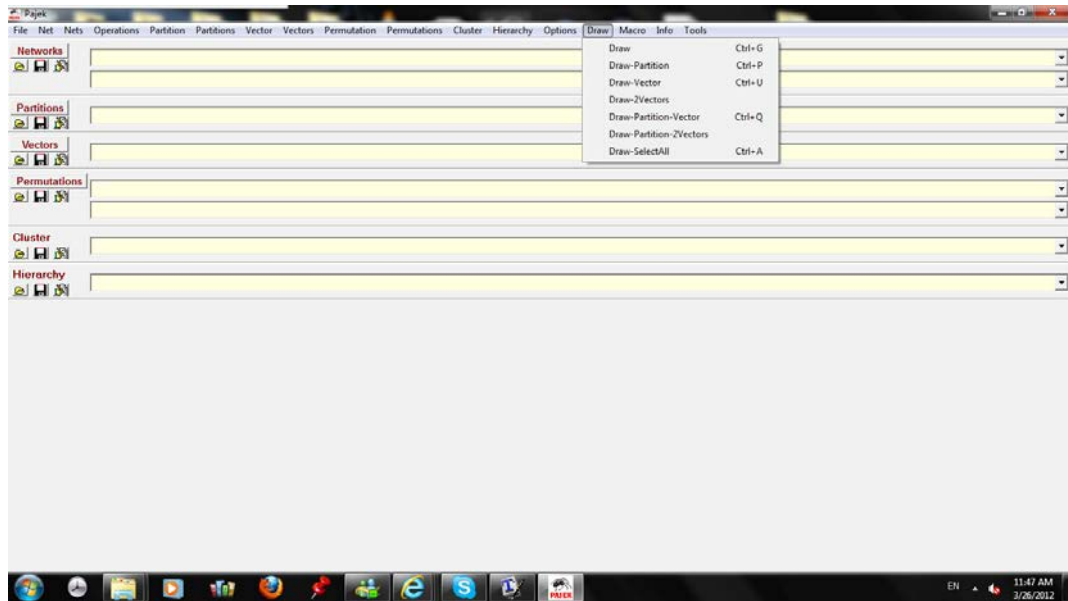 Pajek
File Net Nets Operations Partition Partitions Vector Vectors Permutation Permutations Cluster Hierarchy Options Draw Macro Info Tools
Networks
Draw Ctrl+G
Draw-Partition Ctrl+P
Draw-Vector Ctrl+U
Draw-2Vectors
Draw-Partition-Vector Ctrl+Q
Draw-Partition-2Vectors
Draw-SelectAll Ctrl+A
Partitions
Vectors
Permutations
Cluster
Hierarchy
PAJEK
EN
11:47 AM
3/26/2012